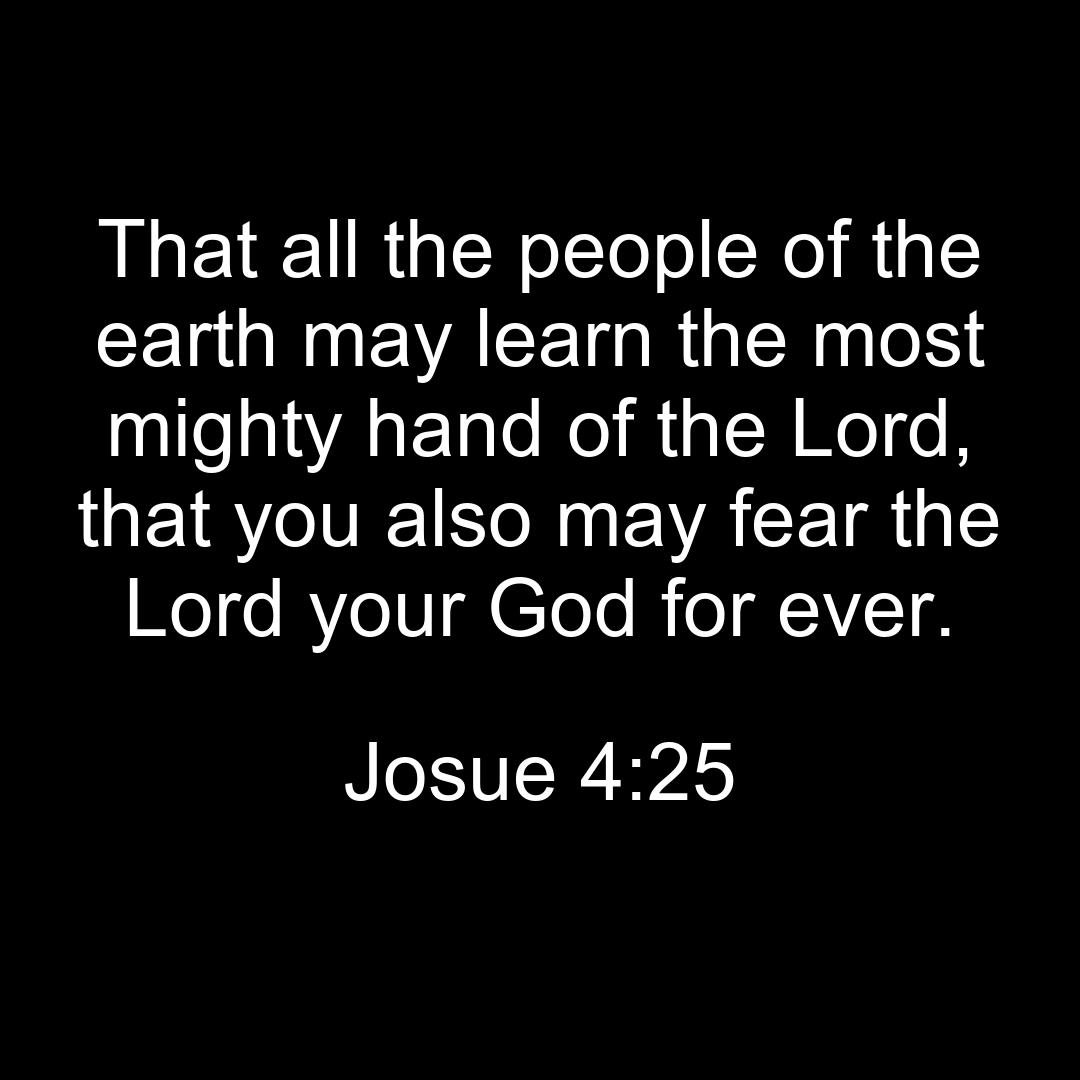 That all the people of the
earth may learn the most
mighty hand of the Lord,
that you also may fear the
Lord your God for ever.
Josue 4:25